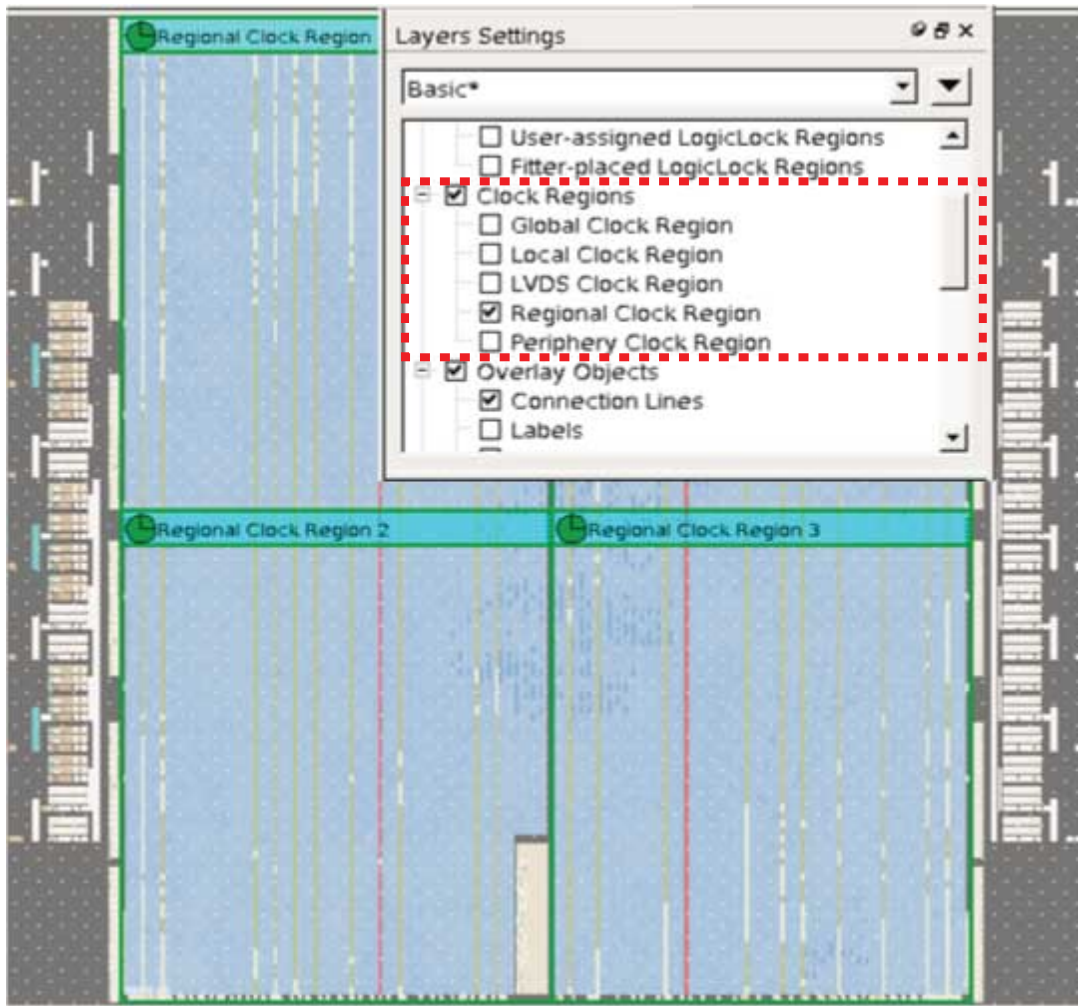 Regional Clock Region
Layers Settings
Basic*
User-assigned LogicLock Regions
Fitter-placed LogicLock Regions
Clock Regions
Global Clock Region
Local Clock Region
LVDS Clock Region
Regional Clock Region
Periphery Clock Region
Overlay Objects
Connection Lines
Labels
Regional Clock Region 2
Regional Clock Region 3